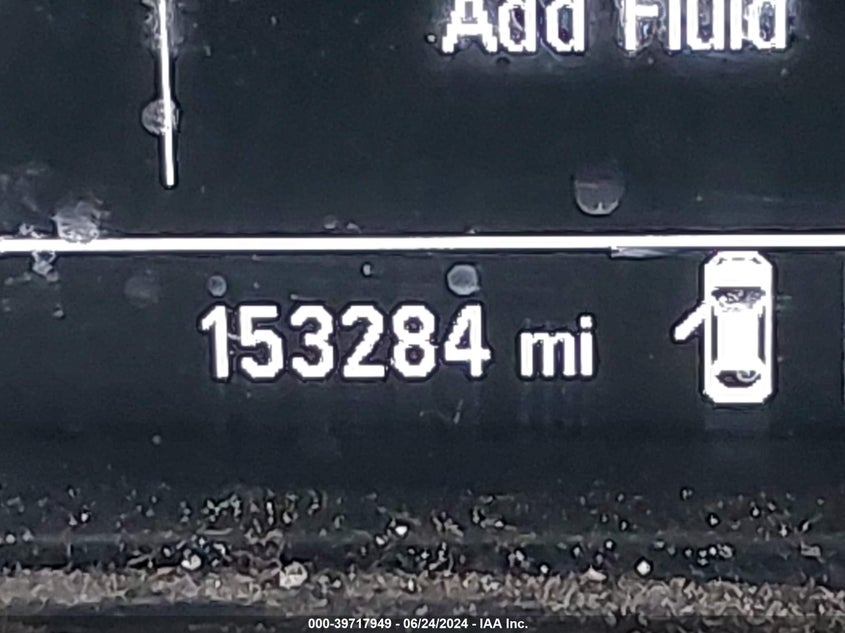 Add Fluid
153284 mi
000-39717949 - 06/24/2024 - IAA Inc.